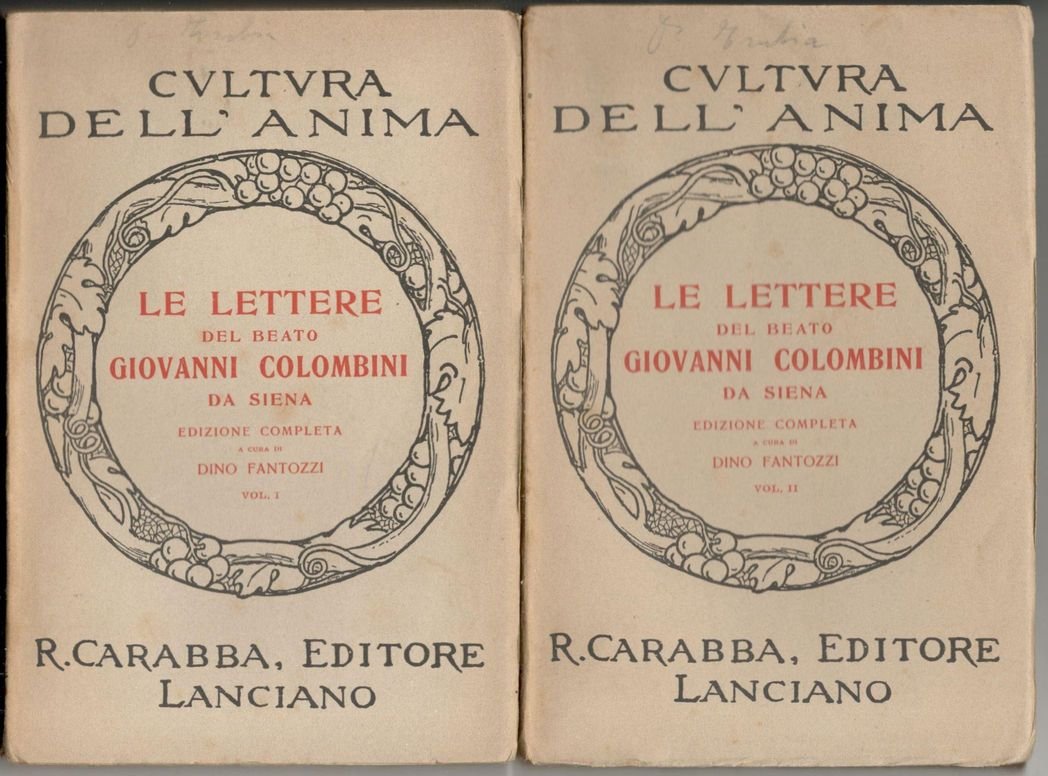 CVLTVRA
DELL' ANIMA
LE LETTERE
DEL BEATO
GIOVANNI COLOMBINI
DA SIENA
EDIZIONE COMPLETA
A CURA DI
DINO FANTOZZI
VOL. I
R. CARABBA, EDITORE
LANCIANO
CVLTVRA
DELL' ANIMA
LE LETTERE
DEL BEATO
GIOVANNI COLOMBINI
DA SIENA
EDIZIONE COMPLETA
A CURA DI
DINO FANTOZZI
VOL. II
R. CARABBA, EDITORE
LANCIANO